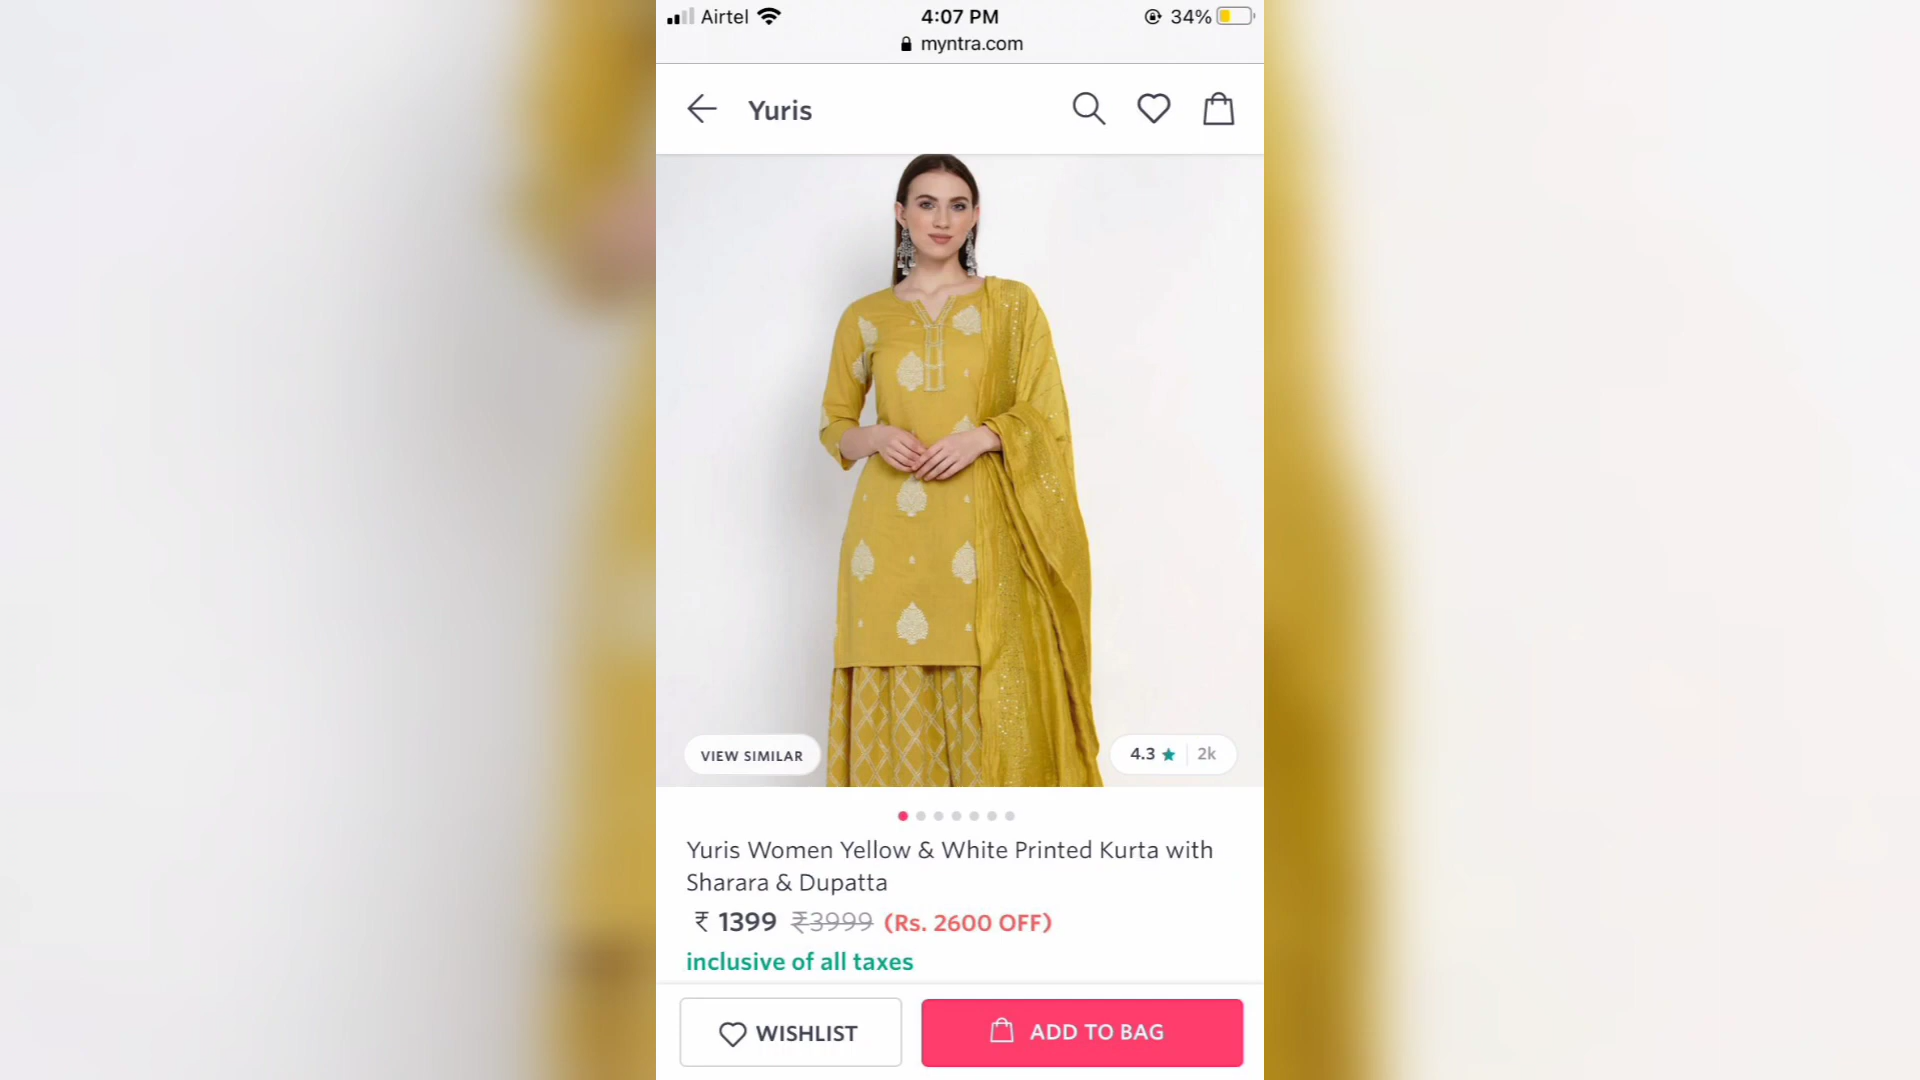 Airtel 4:07 PM 34%
myntra.com
Yuris
VIEW SIMILAR
4.3 ★ | 2k
Yuris Women Yellow & White Printed Kurta with
Sharara & Dupatta
₹ 1399 ₹3999 (Rs. 2600 OFF)
inclusive of all taxes
WISHLIST
ADD TO BAG